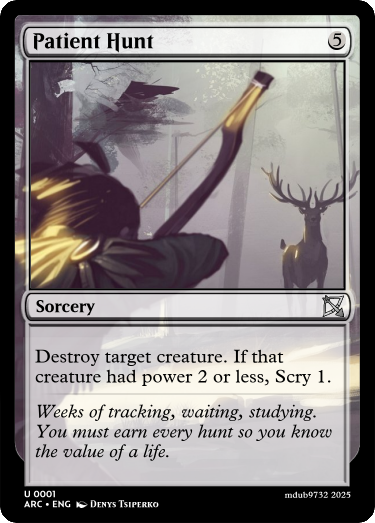 Patient Hunt 5
Sorcery
Destroy target creature. If that
creature had power 2 or less, Scry 1.
Weeks of tracking, waiting, studying.
You must earn every hunt so you know
the value of a life.
U 0001
mdub9732 2025
ARC • ENG Denys Tsiperko